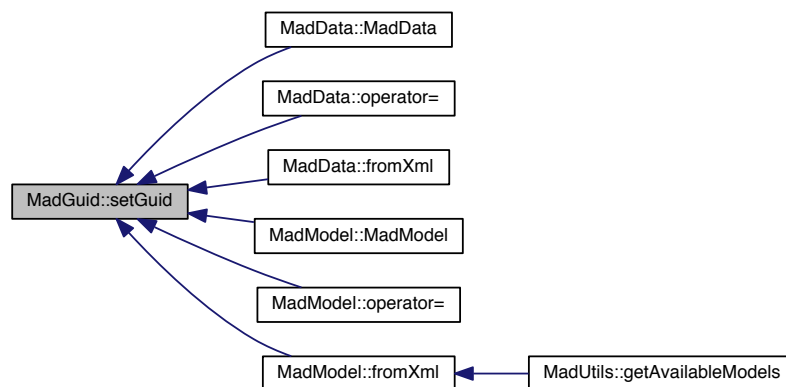 MadData::MadData
MadData::operator=
MadData::fromXml
MadGuid::setGuid
MadModel::MadModel
MadModel::operator=
MadModel::fromXml
MadUtils::getAvailableModels